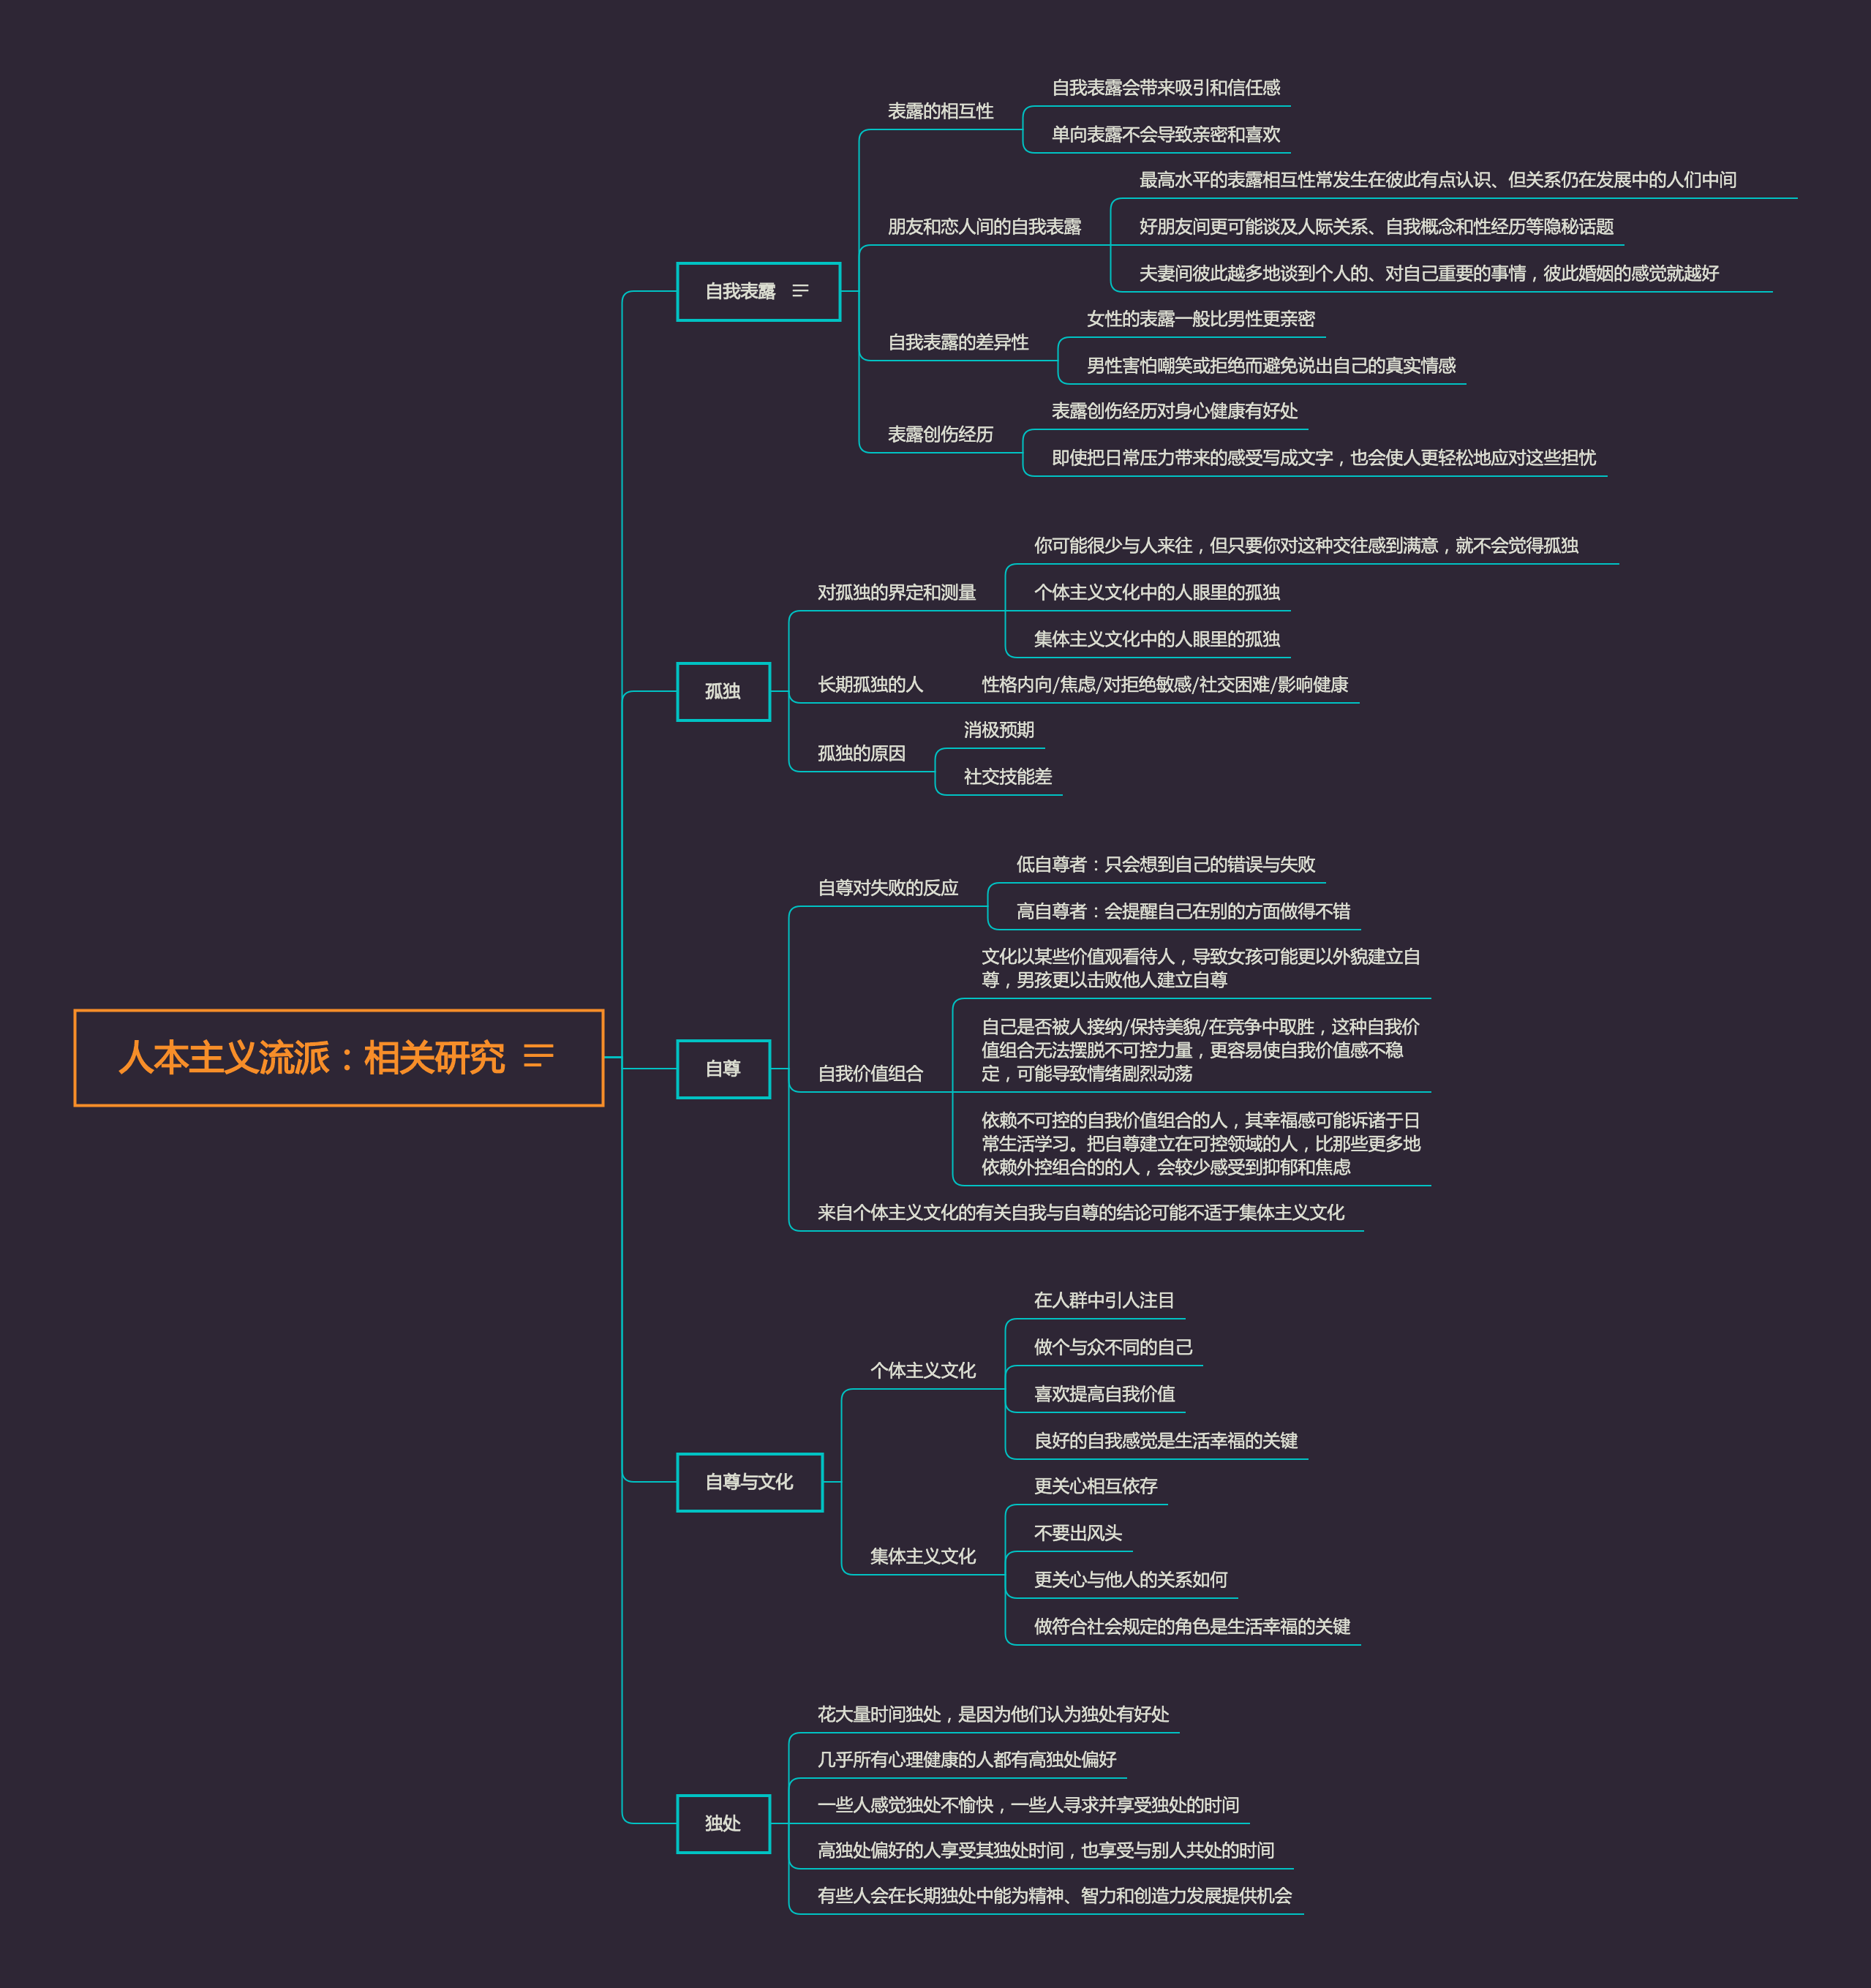 人本主义流派：相关研究
自我表露
表露的相互性
自我表露会带来吸引和信任感
单向表露不会导致亲密和喜欢
朋友和恋人间的自我表露
最高水平的表露相互性常发生在彼此有点认识、但关系仍在发展中的人们中间
好朋友间更可能谈及人际关系、自我概念和性经历等隐秘话题
夫妻间彼此越多地谈到个人的、对自己重要的事情，彼此婚姻的感觉就越好
自我表露的差异性
女性的表露一般比男性更亲密
男性害怕嘲笑或拒绝而避免说出自己的真实情感
表露创伤经历
表露创伤经历对身心健康有好处
即使把日常压力带来的感受写成文字，也会使人更轻松地应对这些担忧
孤独
对孤独的界定和测量
你可能很少与人来往，但只要你对这种交往感到满意，就不会觉得孤独
个体主义文化中的人眼里的孤独
集体主义文化中的人眼里的孤独
长期孤独的人
性格内向/焦虑/对拒绝敏感/社交困难/影响健康
孤独的原因
消极预期
社交技能差
自尊
自尊对失败的反应
低自尊者：只会想到自己的错误与失败
高自尊者：会提醒自己在别的方面做得不错
自我价值组合
文化以某些价值观看待人，导致女孩可能更以外貌建立自
尊，男孩更以击败他人建立自尊
自己是否被人接纳/保持美貌/在竞争中取胜，这种自我价
值组合无法摆脱不可控力量，更容易使自我价值感不稳
定，可能导致情绪剧烈动荡
依赖不可控的自我价值组合的人，其幸福感可能诉诸于日
常生活学习。把自尊建立在可控领域的人，比那些更多地
依赖外控组合的的人，会较少感受到抑郁和焦虑
来自个体主义文化的有关自我与自尊的结论可能不适于集体主义文化
自尊与文化
个体主义文化
在人群中引人注目
做个与众不同的自己
喜欢提高自我价值
良好的自我感觉是生活幸福的关键
集体主义文化
更关心相互依存
不要出风头
更关心与他人的关系如何
做符合社会规定的角色是生活幸福的关键
独处
花大量时间独处，是因为他们认为独处有好处
几乎所有心理健康的人都有高独处偏好
一些人感觉独处不愉快，一些人寻求并享受独处的时间
高独处偏好的人享受其独处时间，也享受与别人共处的时间
有些人会在长期独处中能为精神、智力和创造力发展提供机会